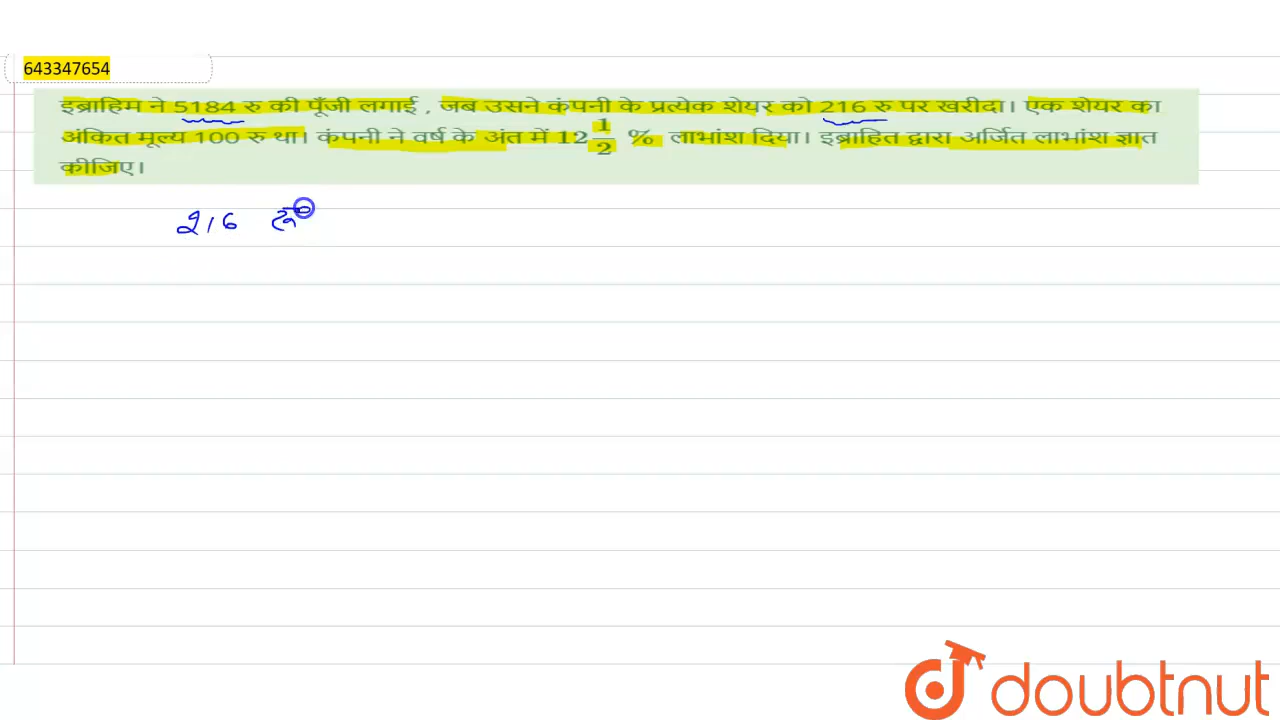 643347654
इब्राहिम ने 5184 रु की पूँजी लगाई , जब उसने कंपनी के प्रत्येक शेयर को 216 रु पर खरीदा। एक शेयर का
अंकित मूल्य 100 रु था। कंपनी ने वर्ष के अंत में 12 1/2 % लाभांश दिया। इब्राहित द्वारा अर्जित लाभांश ज्ञात
कीजिए।
216 रू०
doubtnut